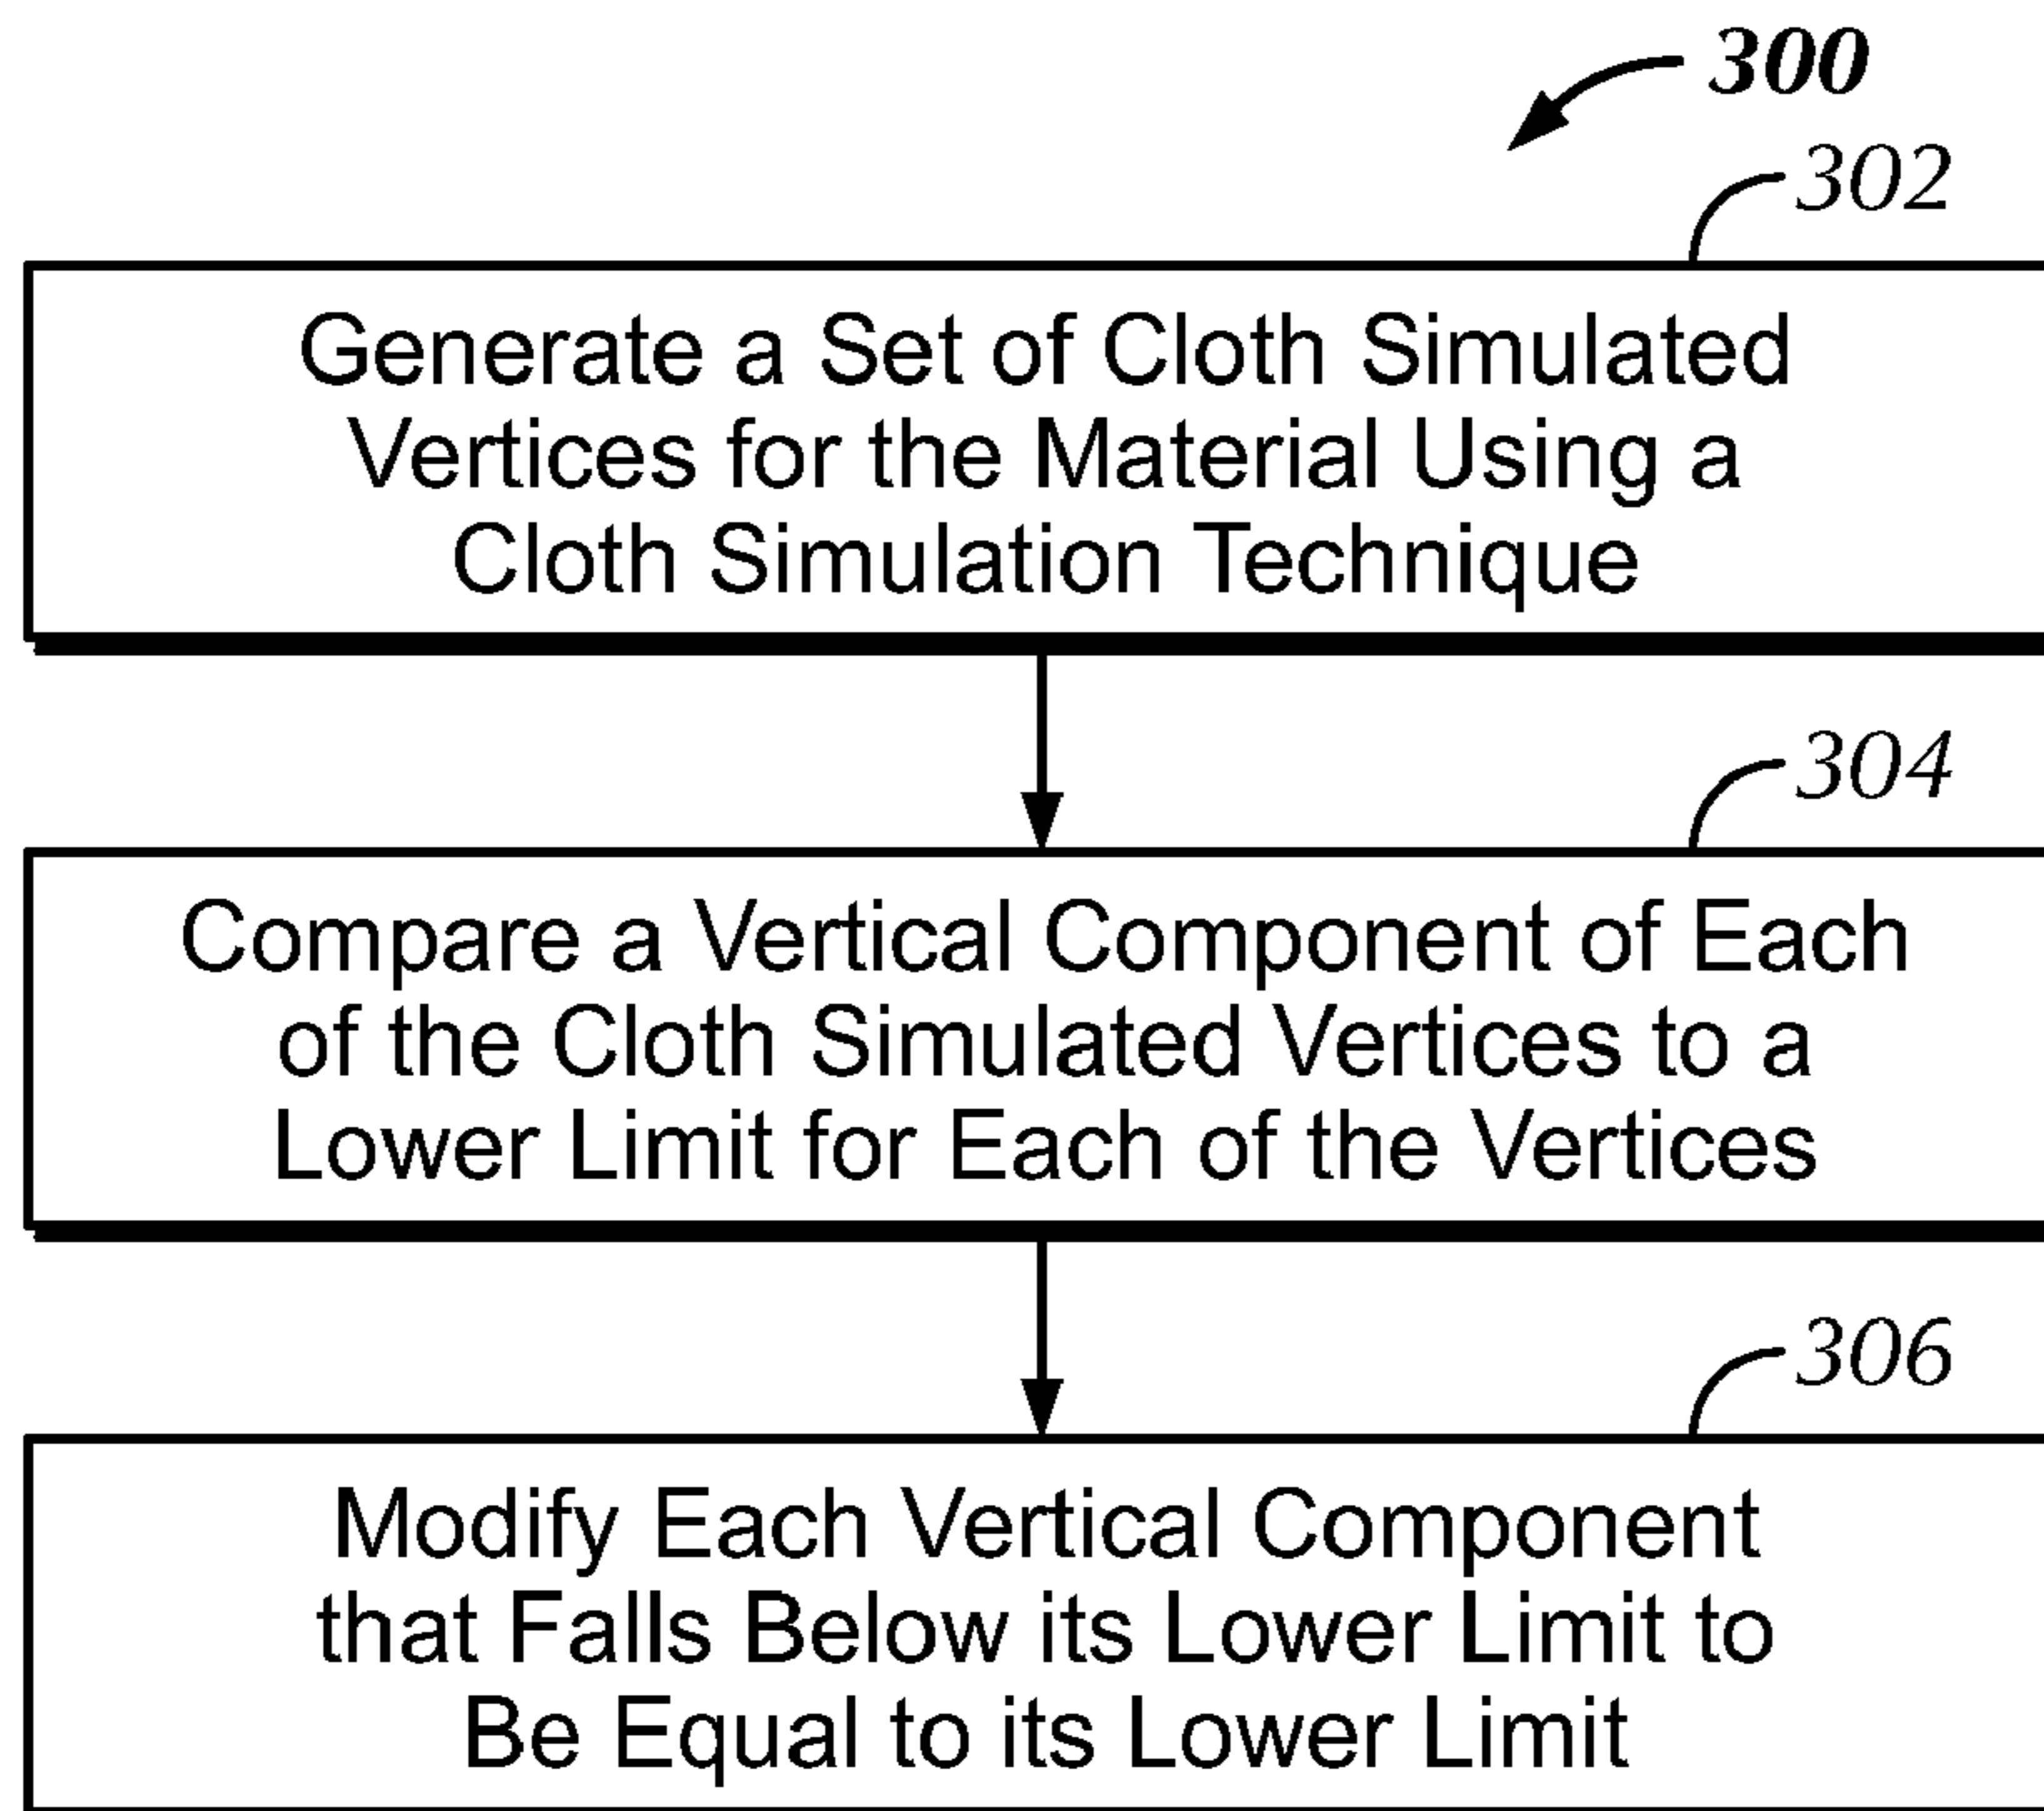 300
302
Generate a Set of Cloth Simulated
Vertices for the Material Using a
Cloth Simulation Technique
304
Compare a Vertical Component of Each
of the Cloth Simulated Vertices to a
Lower Limit for Each of the Vertices
306
Modify Each Vertical Component
that Falls Below its Lower Limit to
Be Equal to its Lower Limit